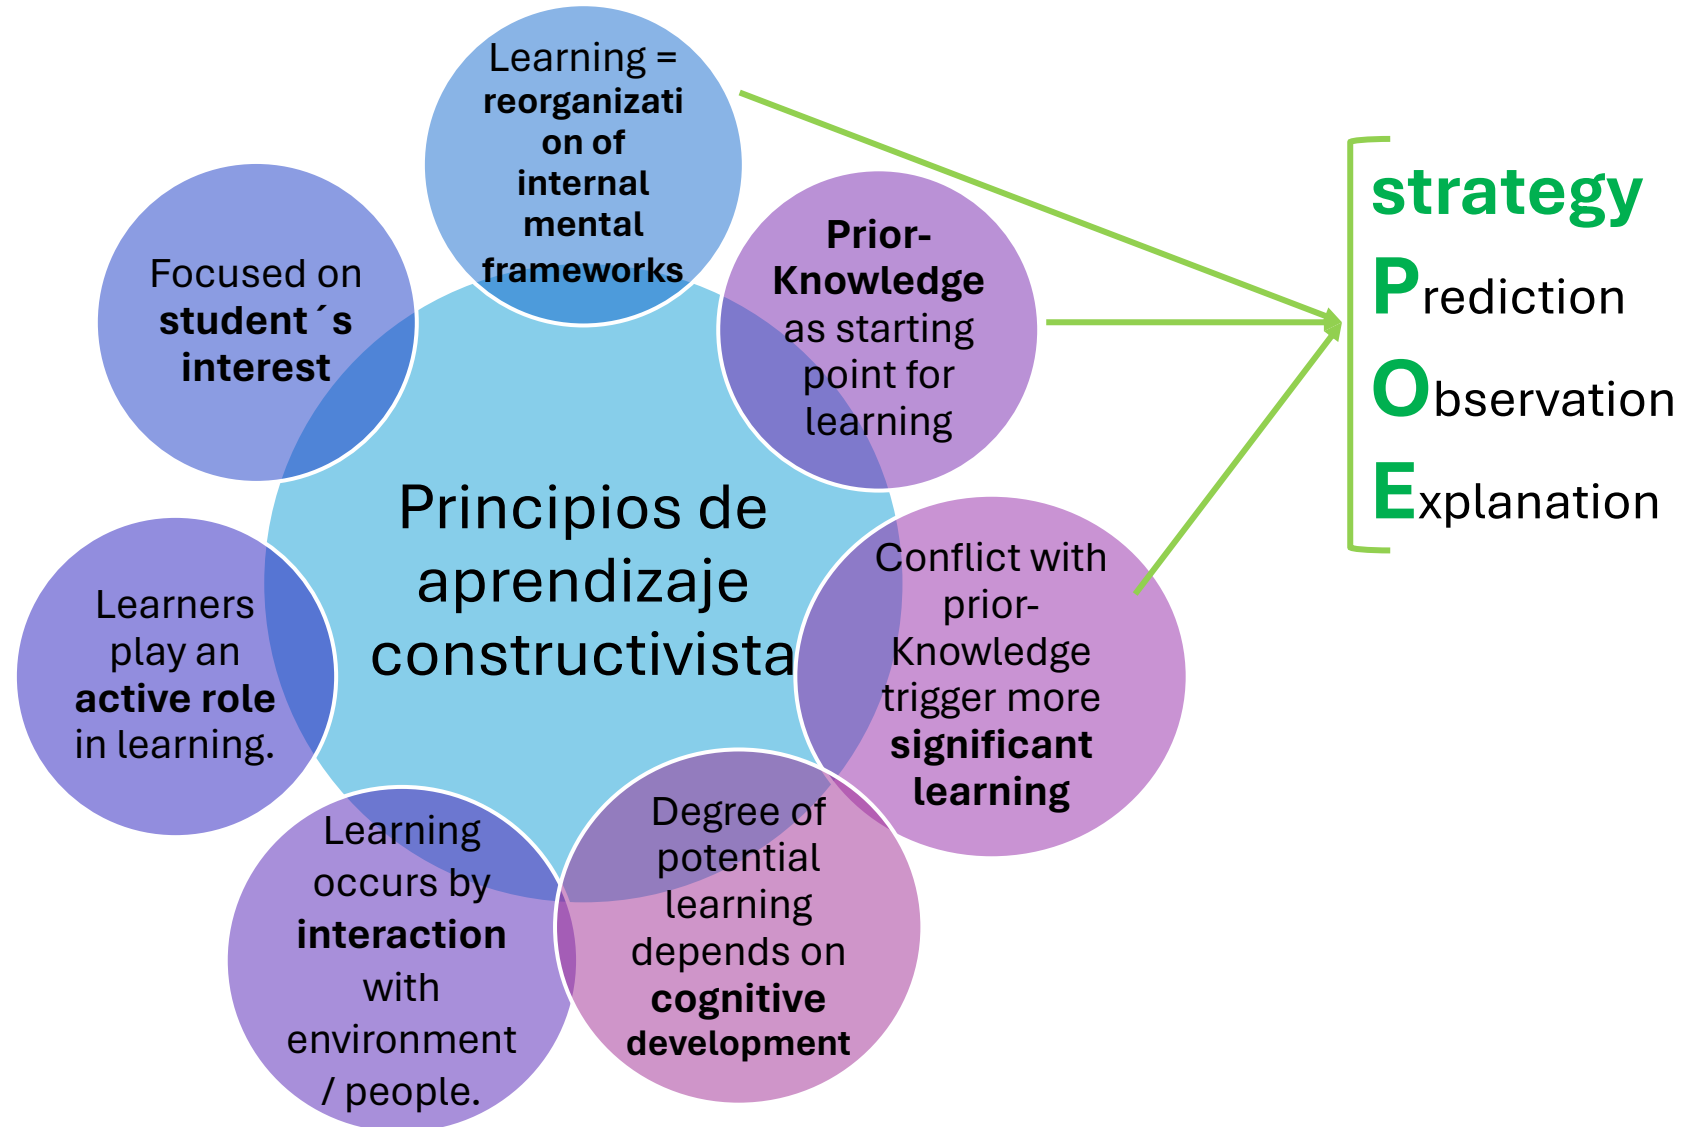 Learning =
reorganizati
on of
internal
mental
frameworks
Prior-
Knowledge
as starting
point for
learning
Conflict with
prior-
Knowledge
trigger more
significant
learning
Degree of
potential
learning
depends on
cognitive
development
Learning
occurs by
interaction
with
environment
/ people.
Learners
play an
active role
in learning.
Focused on
student´s
interest
Principios de
aprendizaje
constructivista
strategy
Prediction
Observation
Explanation